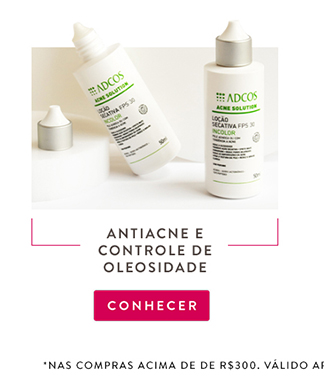 ADCOS
ACNE SOLUTION
LOÇÃO
SECATIVA FPS 30
INCOLOR
50ml
ADCOS
ACNE SOLUTION
LOÇÃO
SECATIVA FPS 30
INCOLOR
ANTIACNE E
CONTROLE DE
OLEOSIDADE
CONHECER
*NAS COMPRAS ACIMA DE DE R$300. VÁLIDO